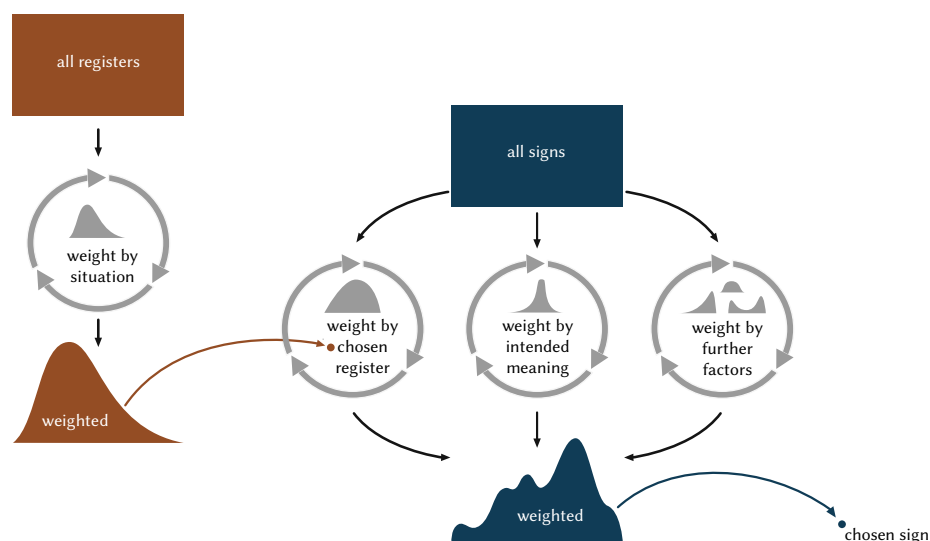 all registers
weight by
situation
weighted
all signs
weight by
chosen
register
weight by
intended
meaning
weight by
further
factors
weighted
chosen sign